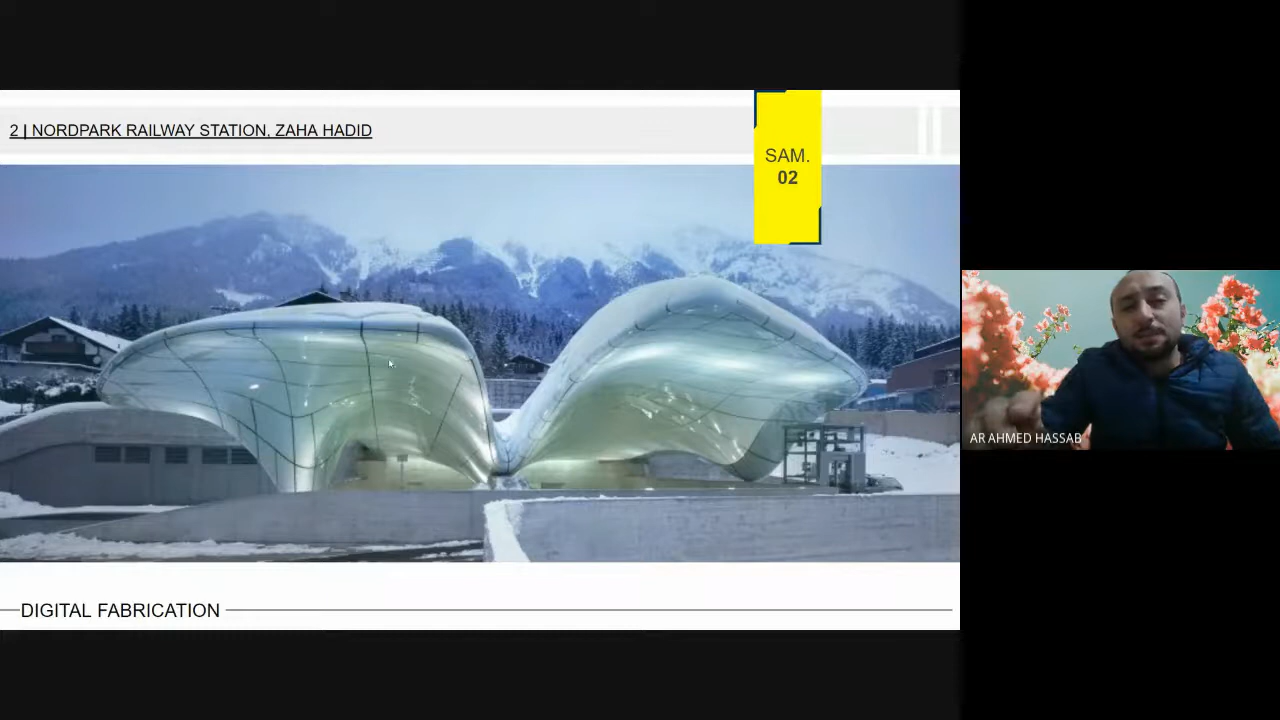 2 | NORDPARK RAILWAY STATION, ZAHA HADID
SAM.
02
AR AHMED HASSAB
DIGITAL FABRICATION